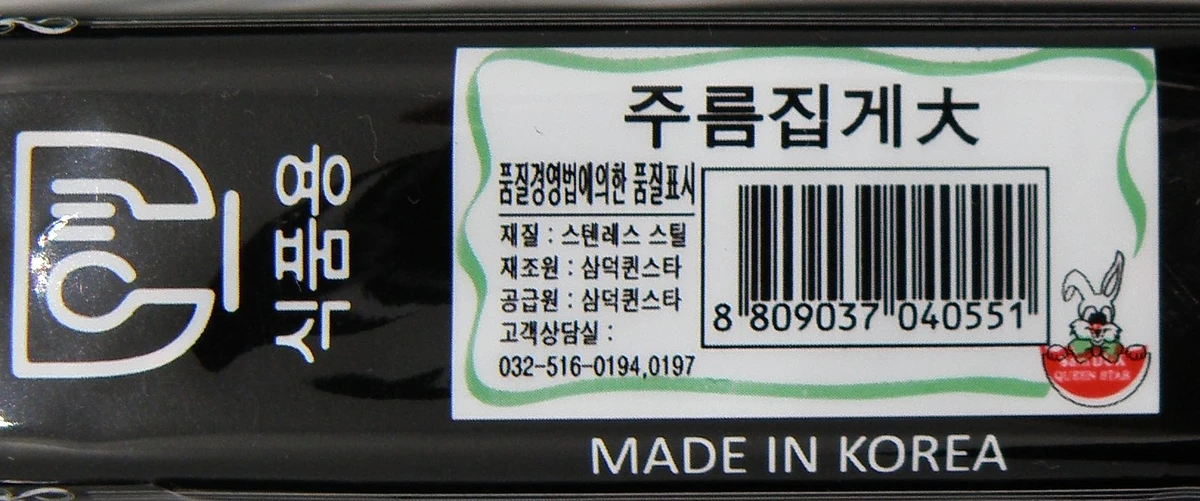 식품용
주름집게大
품질경영법에의한 품질표시
재질 : 스텐레스 스틸
재조원 : 삼덕퀸스타
공급원 : 삼덕퀸스타
고객상담실 :
032-516-0194,0197
8 809037 040551
QUEEN STAR
MADE IN KOREA